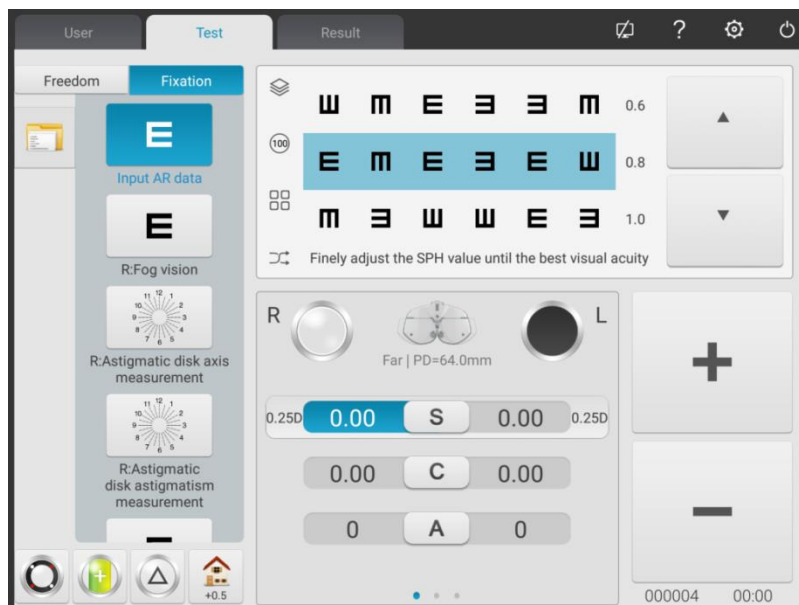 User
Test
Result
?
Freedom
Fixation
Input AR data
R:Fog vision
R:Astigmatic disk axis
measurement
R:Astigmatic
disk astigmatism
measurement
+0.5
100
Ш m E Ǝ Ǝ m 0.6
E m E Ǝ E Ш 0.8
m Ǝ Ш Ш E Ǝ 1.0
Finely adjust the SPH value until the best visual acuity
R
L
Far | PD=64.0mm
0.25D 0.00 S 0.00 0.25D
0.00 C 0.00
0 A 0
+
−
000004 00:00